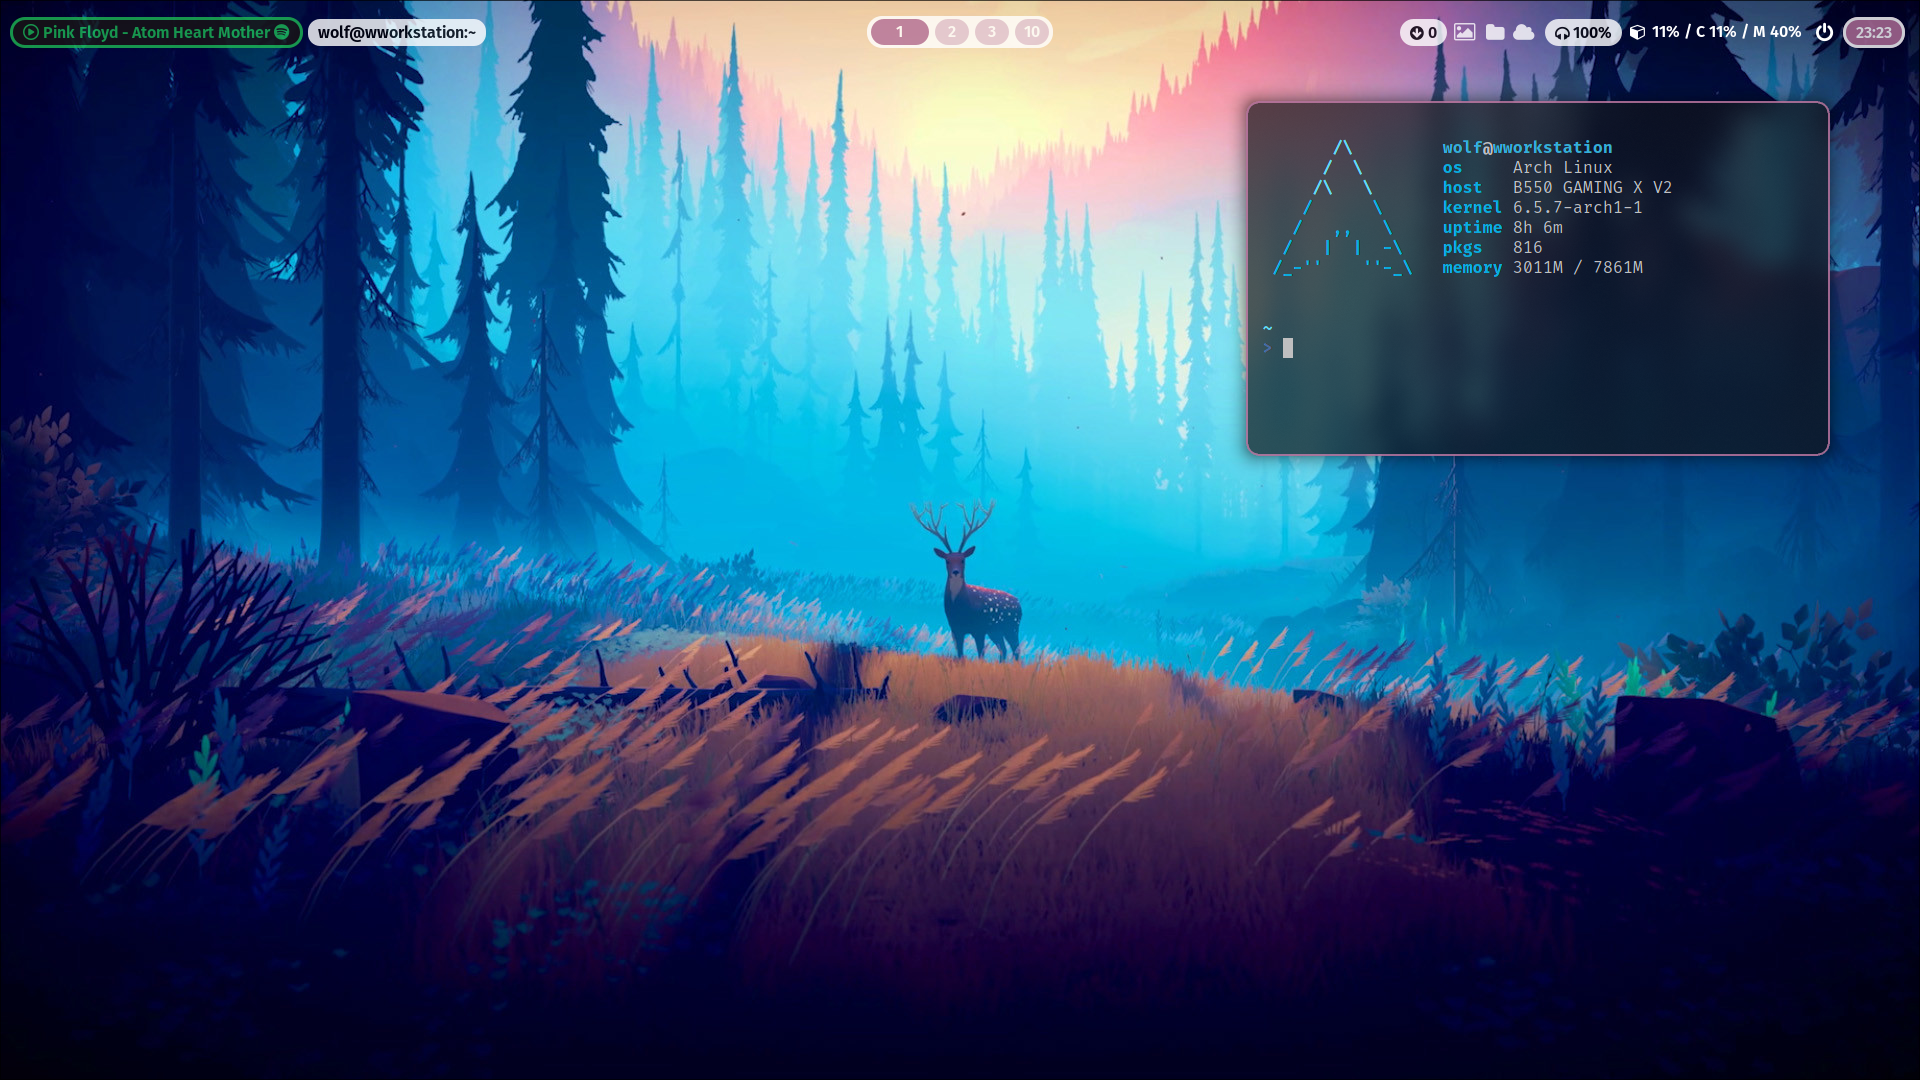 Pink Floyd - Atom Heart Mother
wolf@wworkstation:~
1 2 3 10
0
100%
11% / C 11% / M 40%
23:23
wolf@wworkstation
os Arch Linux
host B550 GAMING X V2
kernel 6.5.7-arch1-1
uptime 8h 6m
pkgs 816
memory 3011M / 7861M
~
>